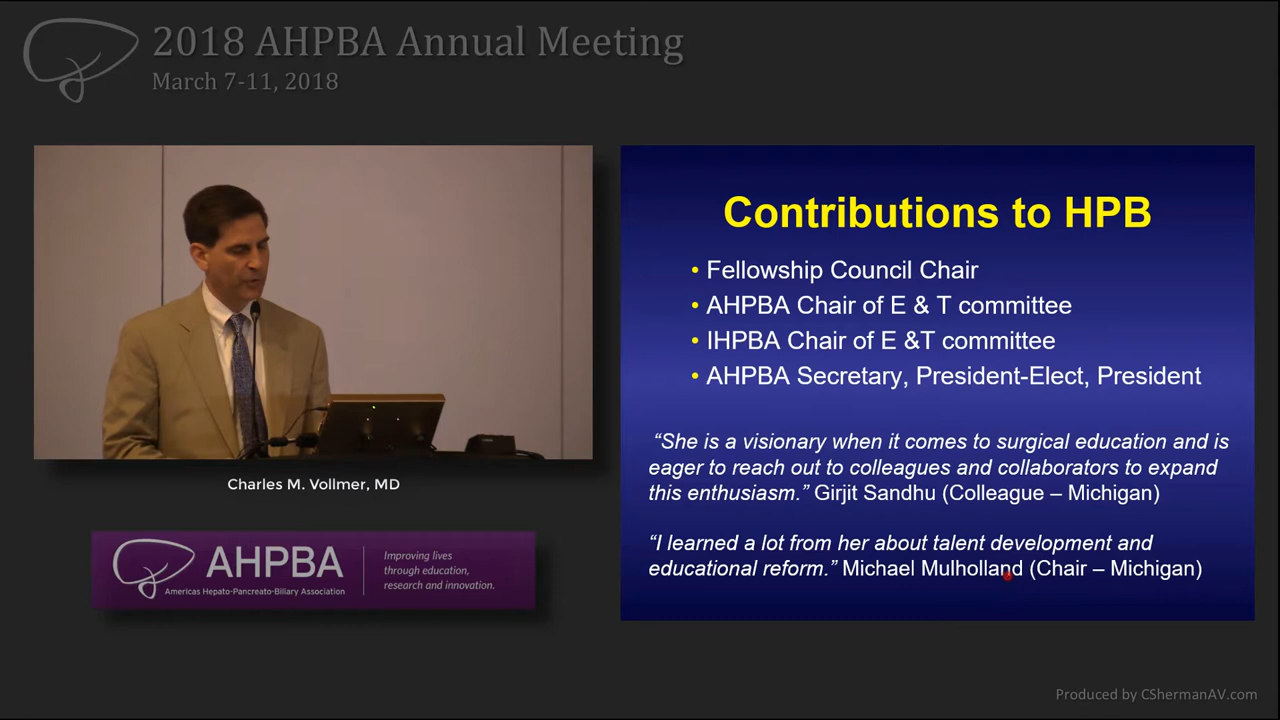 2018 AHPBA Annual Meeting
March 7-11, 2018
Charles M. Vollmer, MD
AHPBA
Americas Hepato-Pancreato-Biliary Association
Improving lives
through education,
research and innovation.
Contributions to HPB
• Fellowship Council Chair
• AHPBA Chair of E & T committee
• IHPBA Chair of E &T committee
• AHPBA Secretary, President-Elect, President
“She is a visionary when it comes to surgical education and is
eager to reach out to colleagues and collaborators to expand
this enthusiasm.” Girjit Sandhu (Colleague – Michigan)
“I learned a lot from her about talent development and
educational reform.” Michael Mulholland (Chair – Michigan)
Produced by CShermanAV.com